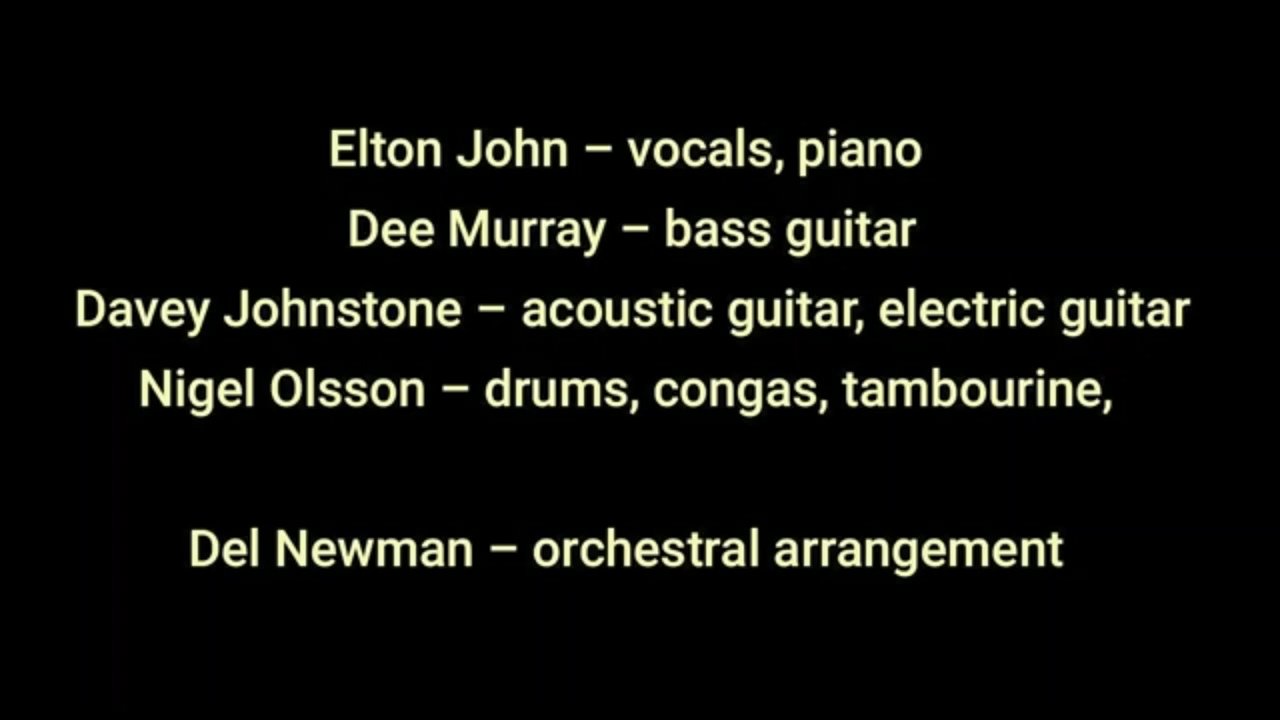 Elton John – vocals, piano
Dee Murray – bass guitar
Davey Johnstone – acoustic guitar, electric guitar
Nigel Olsson – drums, congas, tambourine,
Del Newman – orchestral arrangement